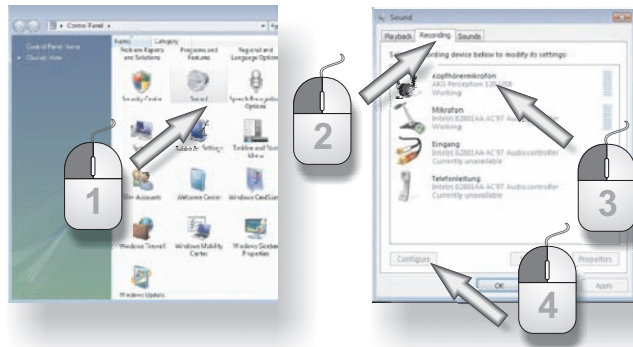 Control Panel
Name Category
Control Panel Home
Classic View
Problem Reports and Solutions
Programs and Features
Regional and Language Options
Security Center
Sound
Speech Recognition Options
Taskbar and Start Menu
User Accounts
Welcome Center
Windows CardSpace
Windows Firewall
Windows Mobility Center
Windows Sidebar Properties
Windows Update
1
2
Sound
Playback Recording Sounds
recording device below to modify its settings:
Kopfhörermikrofon
AKG Perception 120 USB
Working
Mikrofon
Intel® 82801AA AC'97 Audio controller
Working
Eingang
Intel® 82801AA AC'97 Audio controller
Currently unavailable
Telefonleitung
Intel® 82801AA AC'97 Audio controller
Currently unavailable
3
Configure Properties
OK Apply
4